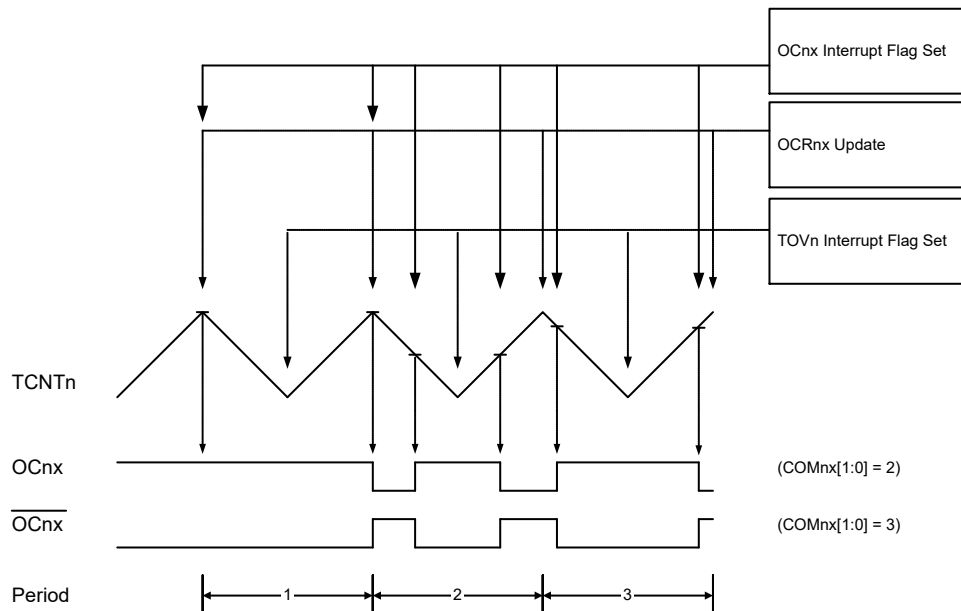 OCnx Interrupt Flag Set
OCRnx Update
TOVn Interrupt Flag Set
TCNTn
OCnx (COMnx[1:0] = 2)
OCnx (COMnx[1:0] = 3)
Period 1 2 3